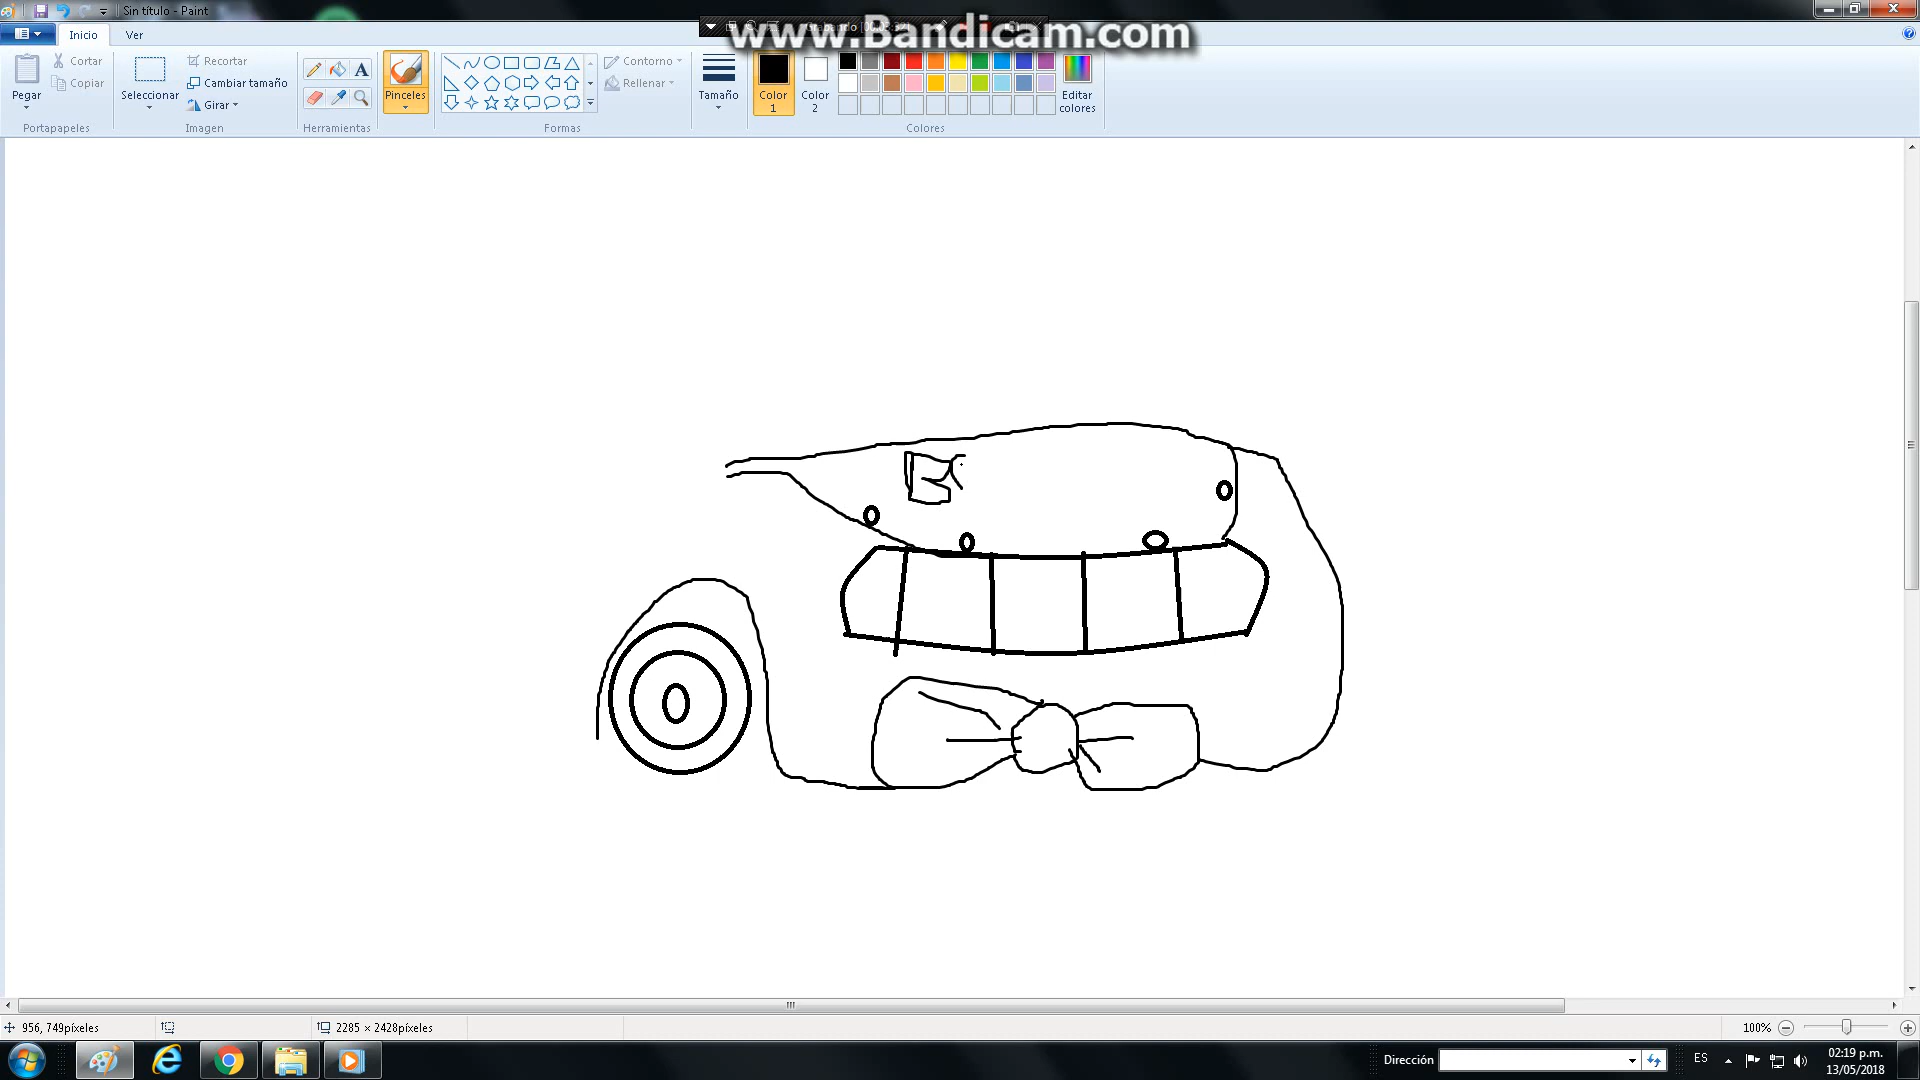 Sin título - Paint
www.Bandicam.com
Inicio
Ver
Pegar
Cortar
Copiar
Portapapeles
Seleccionar
Recortar
Cambiar tamaño
Girar
Imagen
Herramientas
Pinceles
Formas
Contorno
Rellenar
Tamaño
Color
1
Color
2
Editar
colores
Colores
956, 749píxeles
2285 × 2428píxeles
100%
Dirección
ES
02:19 p.m.
13/05/2018